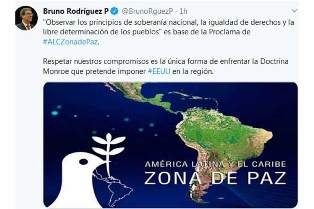 Bruno Rodríguez P @BrunoRguezP · 1h
"Observar los principios de soberanía nacional, la igualdad de derechos y la
libre determinación de los pueblos" es base de la Proclama de
#ALCZonadePaz.
Respetar nuestros compromisos es la única forma de enfrentar la Doctrina
Monroe que pretende imponer #EEUU en la región.
AMÉRICA LATINA Y EL CARIBE
ZONA DE PAZ